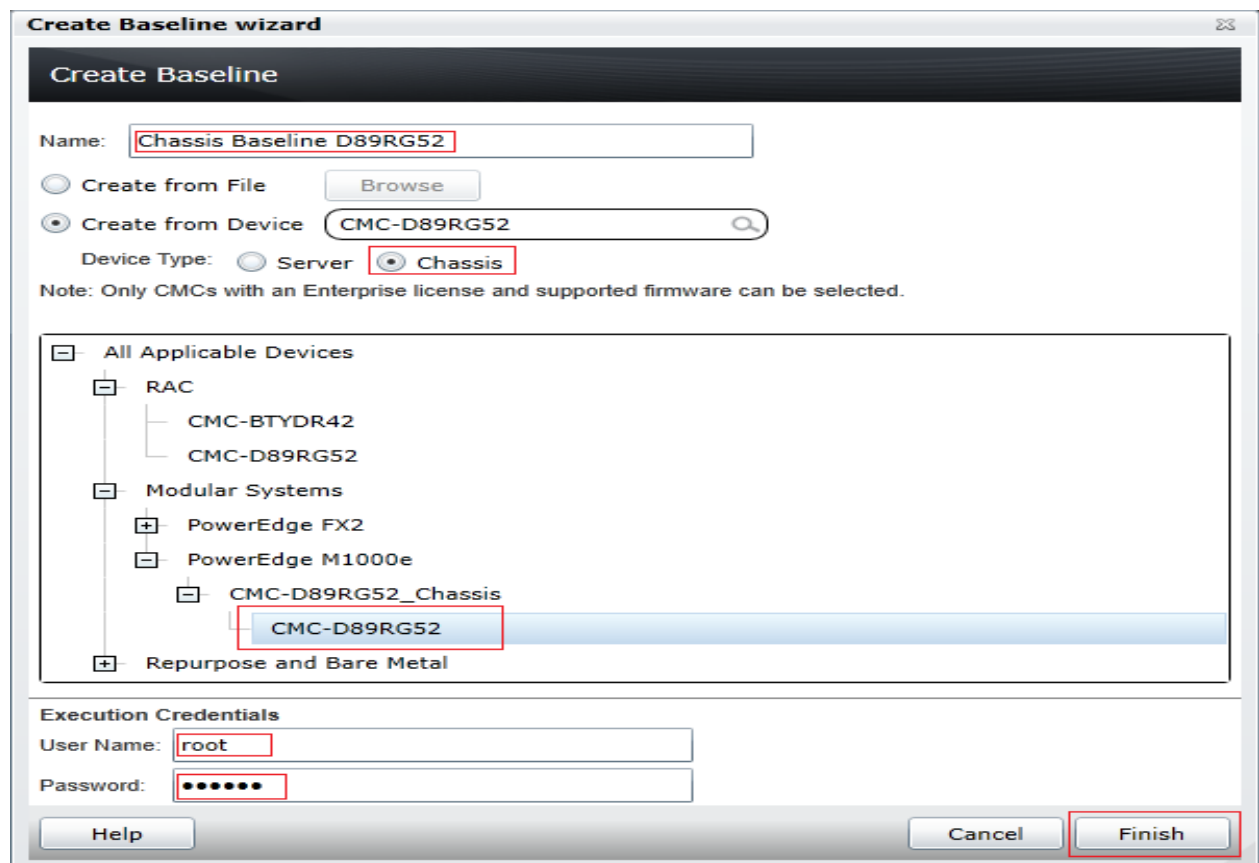 Create Baseline wizard
Create Baseline
Name: Chassis Baseline D89RG52
Create from File Browse
Create from Device CMC-D89RG52
Device Type: Server Chassis
Note: Only CMCs with an Enterprise license and supported firmware can be selected.
All Applicable Devices
RAC
CMC-BTYDR42
CMC-D89RG52
Modular Systems
PowerEdge FX2
PowerEdge M1000e
CMC-D89RG52_Chassis
CMC-D89RG52
Repurpose and Bare Metal
Execution Credentials
User Name: root
Password: ●●●●●●
Help Cancel Finish